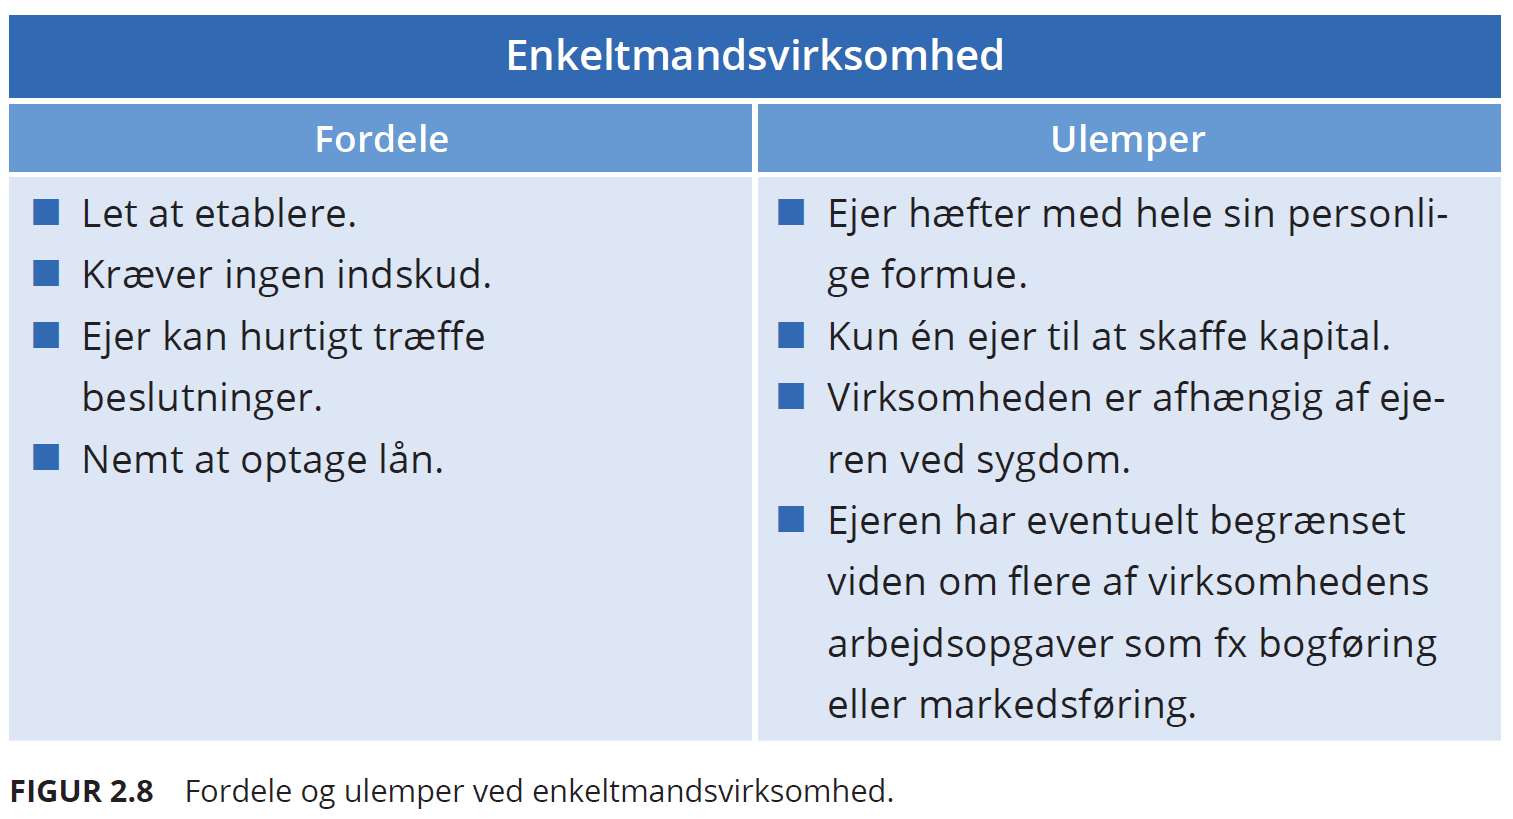 Enkeltmandsvirksomhed
Fordele
Let at etablere.
Kræver ingen indskud.
Ejer kan hurtigt træffe
beslutninger.
Nemt at optage lån.
Ulemper
Ejer hæfter med hele sin personli-
ge formue.
Kun én ejer til at skaffe kapital.
Virksomheden er afhængig af eje-
ren ved sygdom.
Ejeren har eventuelt begrænset
viden om flere af virksomhedens
arbejdsopgaver som fx bogføring
eller markedsføring.
FIGUR 2.8 Fordele og ulemper ved enkeltmandsvirksomhed.